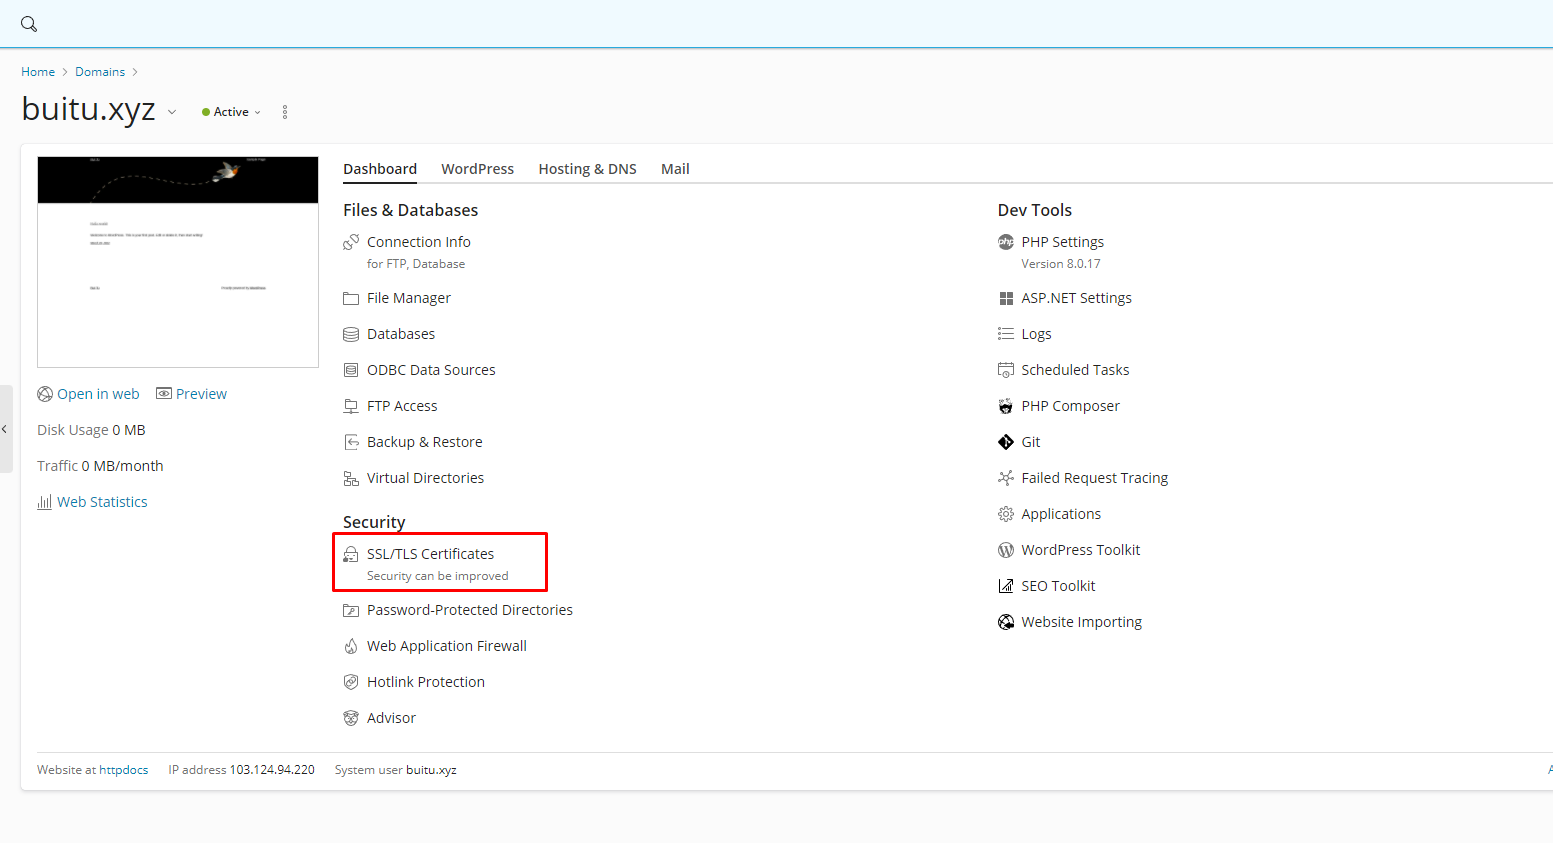 Home > Domains >
buitu.xyz
Active
Dashboard WordPress Hosting & DNS Mail
Open in web Preview
Disk Usage 0 MB
Traffic 0 MB/month
Web Statistics
Files & Databases
Connection Info
for FTP, Database
File Manager
Databases
ODBC Data Sources
FTP Access
Backup & Restore
Virtual Directories
Security
SSL/TLS Certificates
Security can be improved
Password-Protected Directories
Web Application Firewall
Hotlink Protection
Advisor
Dev Tools
php PHP Settings
Version 8.0.17
ASP.NET Settings
Logs
Scheduled Tasks
PHP Composer
Git
Failed Request Tracing
Applications
WordPress Toolkit
SEO Toolkit
Website Importing
Website at httpdocs IP address 103.124.94.220 System user buitu.xyz